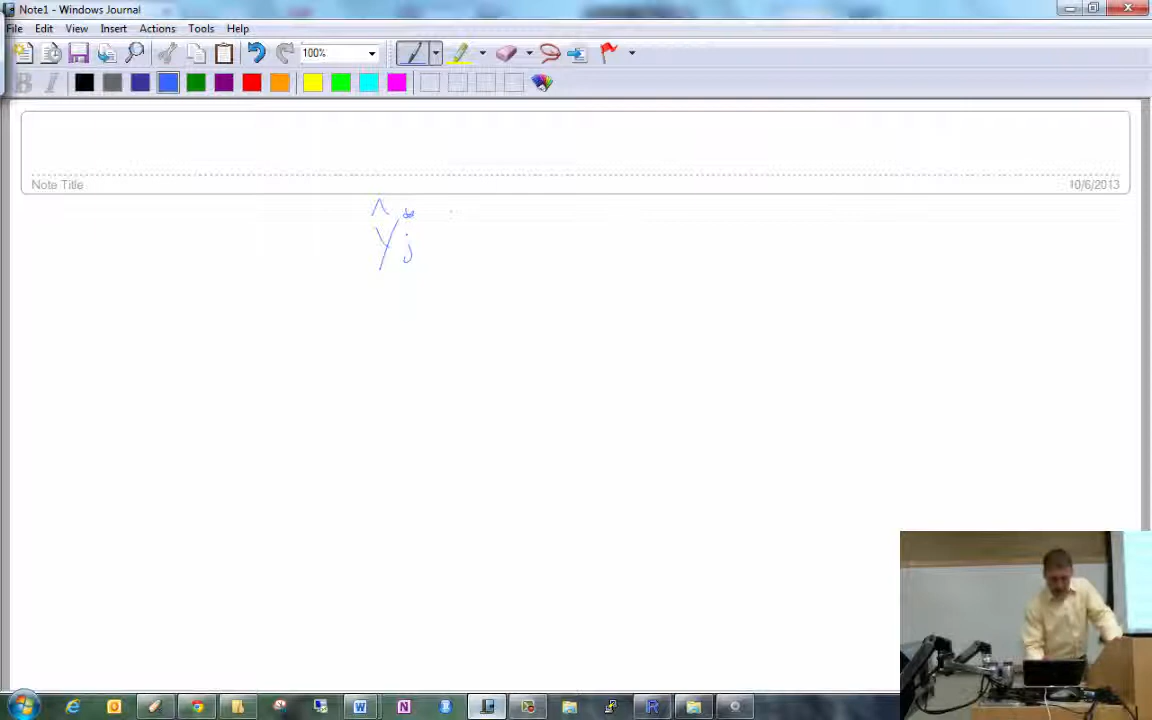 Note1 - Windows Journal
File Edit View Insert Actions Tools Help
100%
B I
Note Title
10/6/2013
Ŷ*j